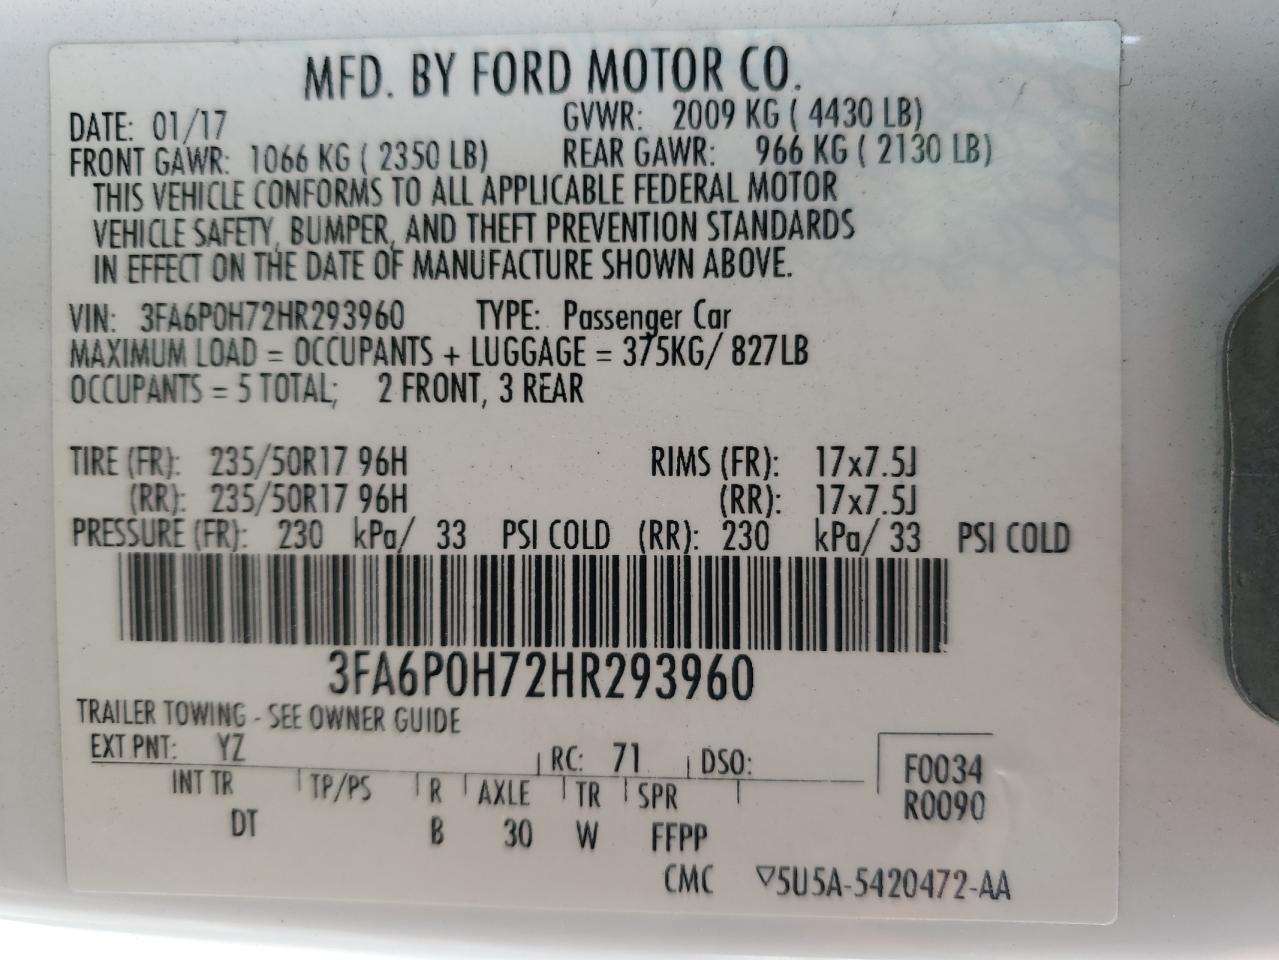 MFD. BY FORD MOTOR CO.
DATE: 01/17 GVWR: 2009 KG ( 4430 LB)
FRONT GAWR: 1066 KG ( 2350 LB) REAR GAWR: 966 KG ( 2130 LB)
THIS VEHICLE CONFORMS TO ALL APPLICABLE FEDERAL MOTOR
VEHICLE SAFETY, BUMPER, AND THEFT PREVENTION STANDARDS
IN EFFECT ON THE DATE OF MANUFACTURE SHOWN ABOVE.
VIN: 3FA6P0H72HR293960 TYPE: Passenger Car
MAXIMUM LOAD = OCCUPANTS + LUGGAGE = 375KG/ 827LB
OCCUPANTS = 5 TOTAL; 2 FRONT, 3 REAR
TIRE (FR): 235/50R17 96H RIMS (FR): 17x7.5J
(RR): 235/50R17 96H (RR): 17x7.5J
PRESSURE (FR): 230 kPa/ 33 PSI COLD (RR): 230 kPa/ 33 PSI COLD
3FA6P0H72HR293960
TRAILER TOWING - SEE OWNER GUIDE
EXT PNT: YZ RC: 71 DSO: F0034
INT TR TP/PS R AXLE TR SPR R0090
DT B 30 W FFPP
CMC ▽5U5A-5420472-AA